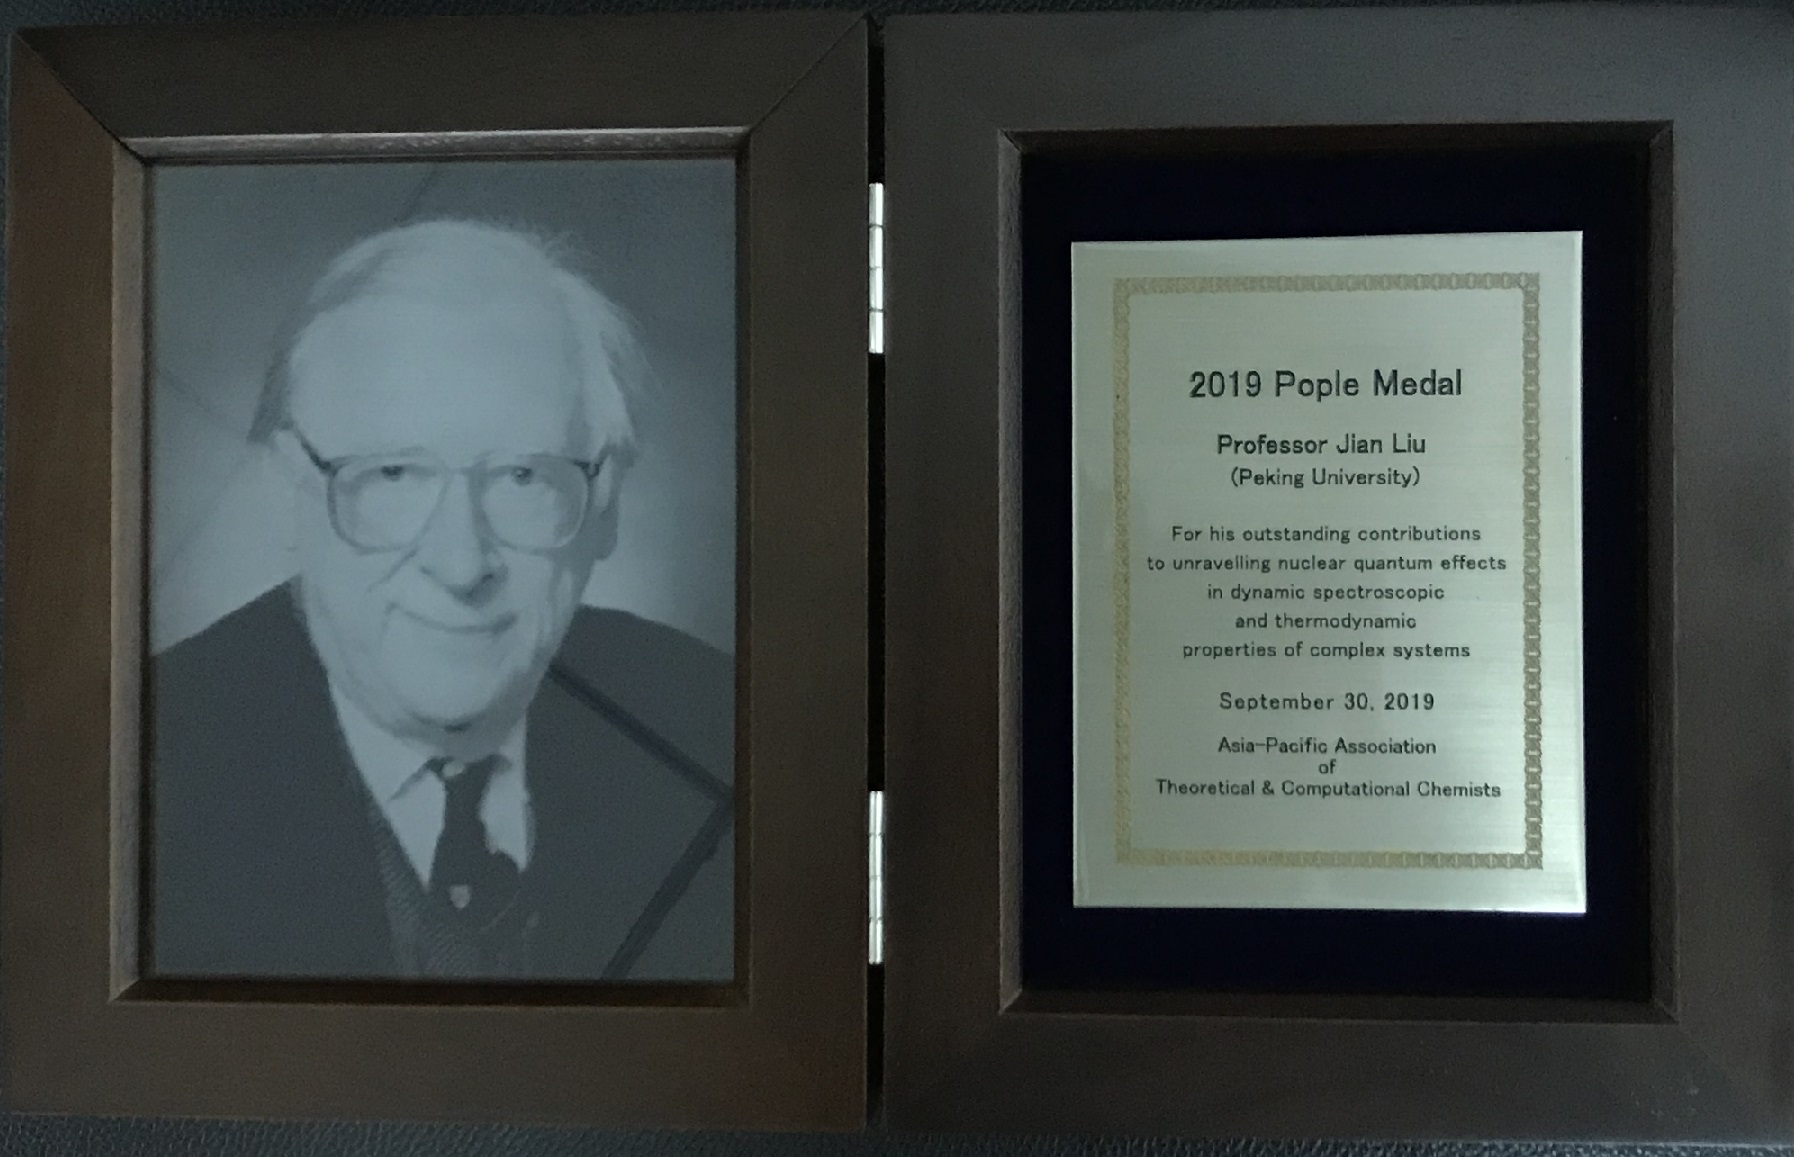 2019 Pople Medal
Professor Jian Liu
(Peking University)
For his outstanding contributions
to unravelling nuclear quantum effects
in dynamic spectroscopic
and thermodynamic
properties of complex systems
September 30, 2019
Asia-Pacific Association
of
Theoretical & Computational Chemists